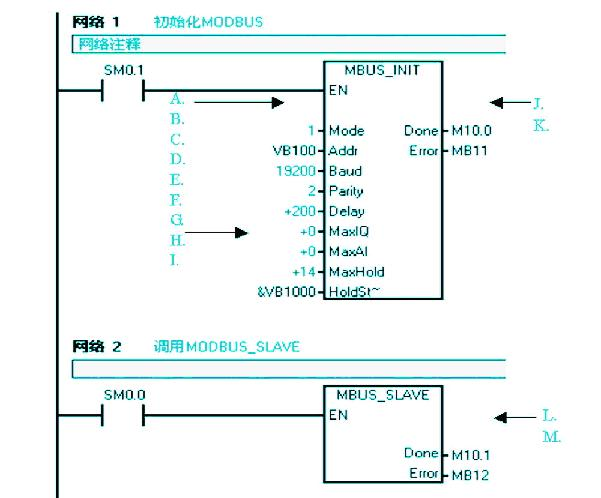 网络 1 初始化MODBUS
网络注释
SM0.1
MBUS_INIT
EN
A.
B.
C.
D.
E.
F.
G
H.
I.
J.
K.
1 Mode Done M10.0
VB100 Addr Error MB11
19200 Baud
2 Parity
+200 Delay
+0 MaxIQ
+0 MaxAI
+14 MaxHold
&VB1000 HoldSt~
网络 2 调用MODBUS_SLAVE
SM0.0
MBUS_SLAVE
EN
L.
M.
Done M10.1
Error MB12